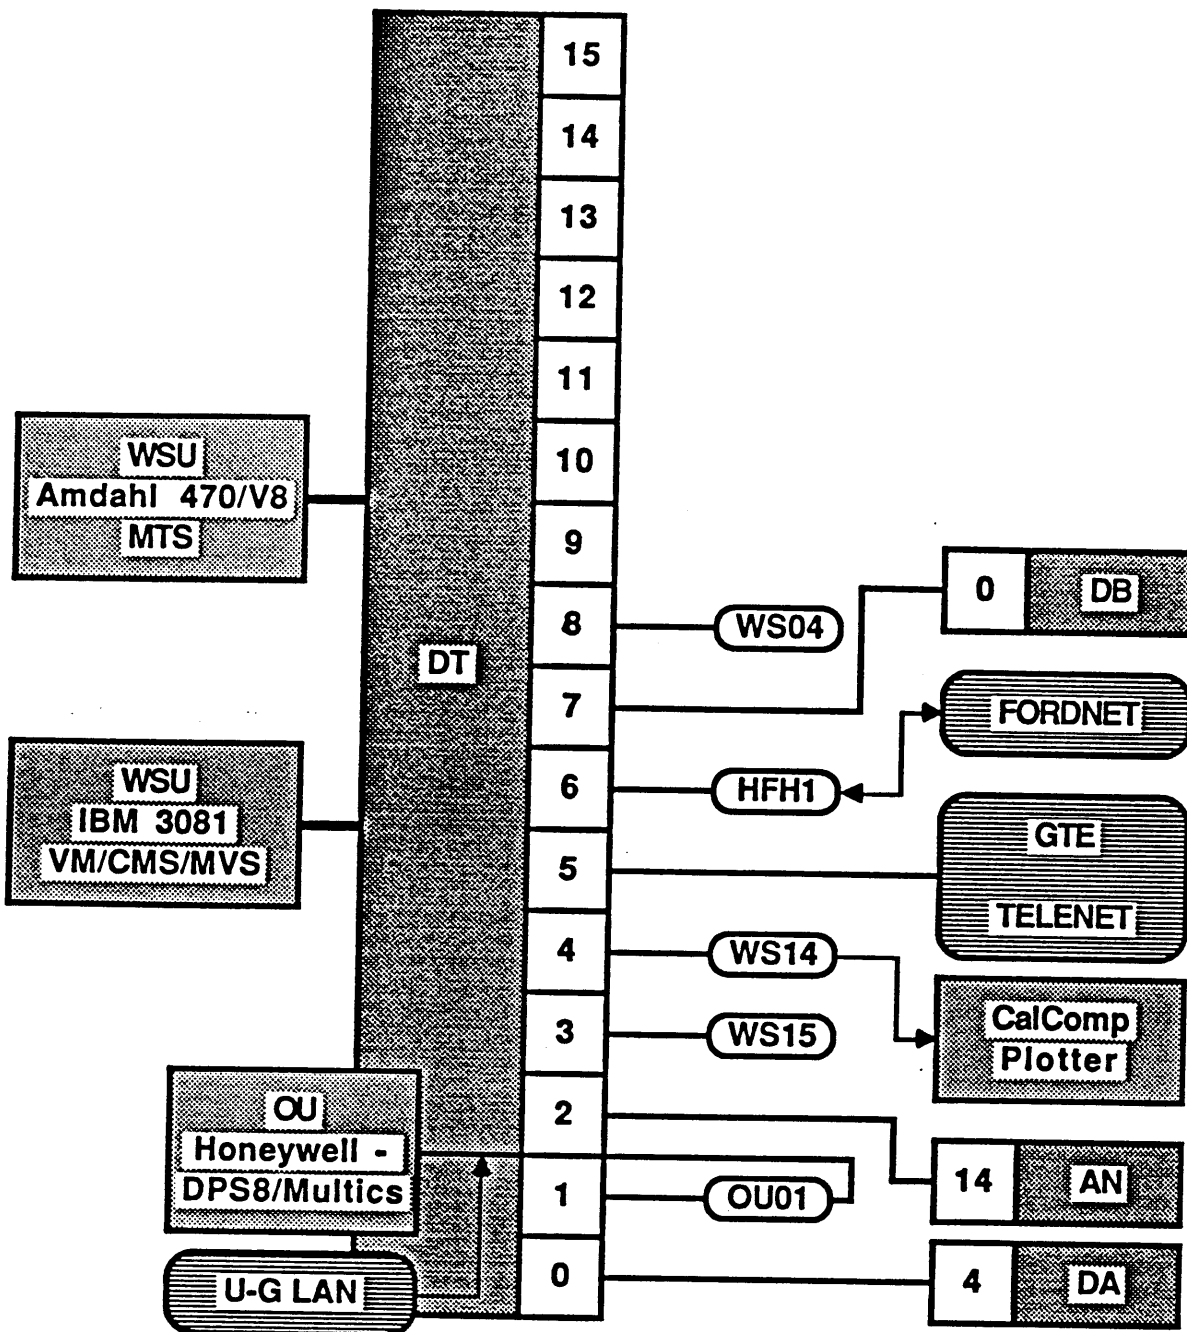 15
14
13
12
11
10
9
8
7
6
5
4
3
2
1
0
DT
WSU
Amdahl 470/V8
MTS
WSU
IBM 3081
VM/CMS/MVS
OU
Honeywell -
DPS8/Multics
U-G LAN
WS04
HFH1
WS14
WS15
OU01
0 DB
FORDNET
GTE
TELENET
CalComp
Plotter
14 AN
4 DA